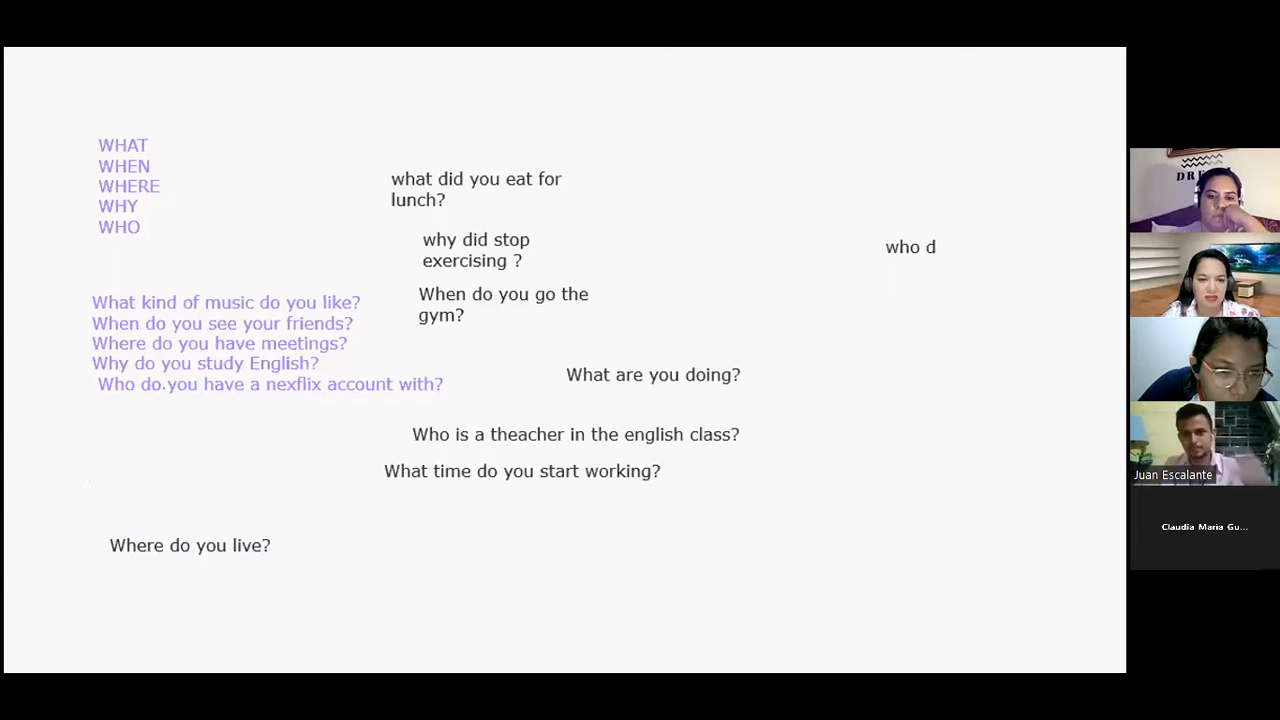 WHAT
WHEN
WHERE
WHY
WHO
What kind of music do you like?
When do you see your friends?
Where do you have meetings?
Why do you study English?
Who do you have a nexflix account with?
what did you eat for
lunch?
why did stop
exercising ?
When do you go the
gym?
who d
What are you doing?
Who is a theacher in the english class?
What time do you start working?
Where do you live?
Juan Escalante
Claudia Maria Gu...